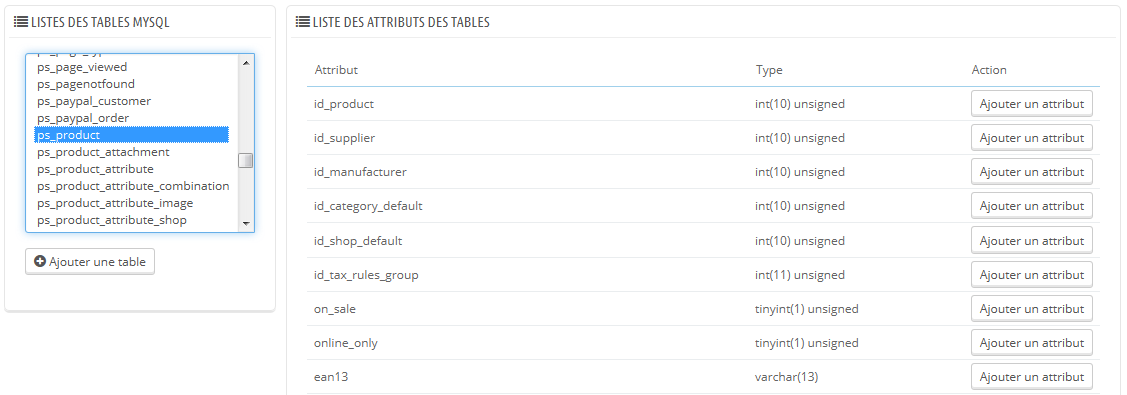 LISTES DES TABLES MYSQL
ps_page_viewed
ps_pagenotfound
ps_paypal_customer
ps_paypal_order
ps_product
ps_product_attachment
ps_product_attribute
ps_product_attribute_combination
ps_product_attribute_image
ps_product_attribute_shop
Ajouter une table
LISTE DES ATTRIBUTS DES TABLES
Attribut Type Action
id_product int(10) unsigned Ajouter un attribut
id_supplier int(10) unsigned Ajouter un attribut
id_manufacturer int(10) unsigned Ajouter un attribut
id_category_default int(10) unsigned Ajouter un attribut
id_shop_default int(10) unsigned Ajouter un attribut
id_tax_rules_group int(11) unsigned Ajouter un attribut
on_sale tinyint(1) unsigned Ajouter un attribut
online_only tinyint(1) unsigned Ajouter un attribut
ean13 varchar(13) Ajouter un attribut